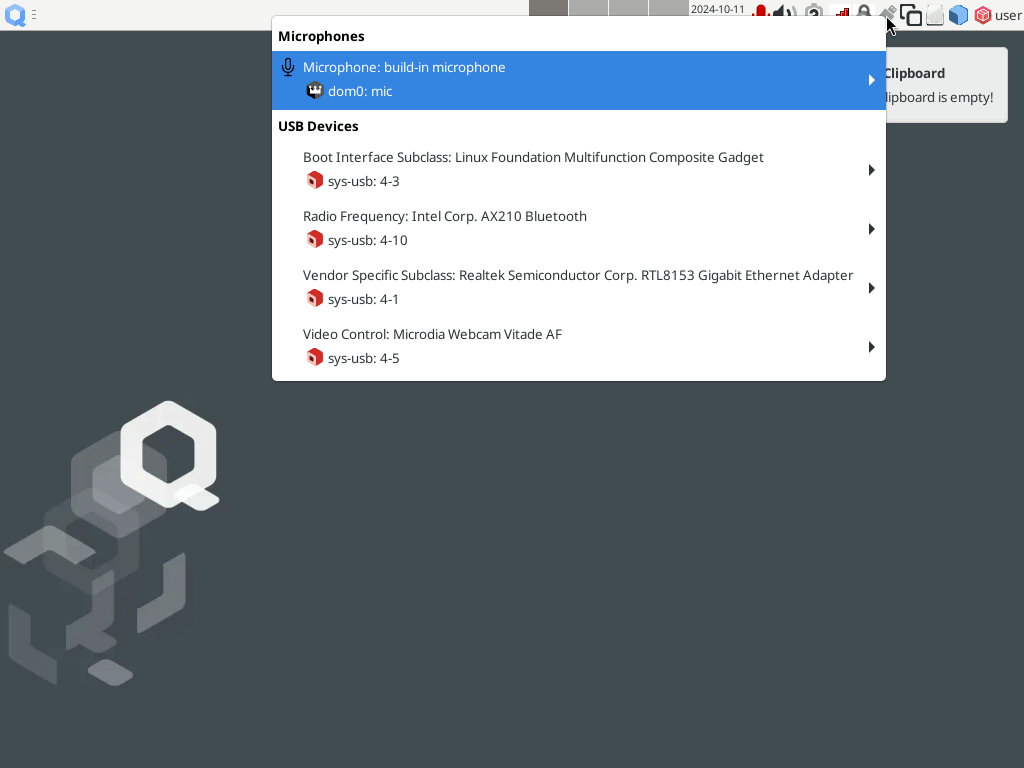 2024-10-11
user
Microphones
Microphone: build-in microphone
dom0: mic
USB Devices
Boot Interface Subclass: Linux Foundation Multifunction Composite Gadget
sys-usb: 4-3
Radio Frequency: Intel Corp. AX210 Bluetooth
sys-usb: 4-10
Vendor Specific Subclass: Realtek Semiconductor Corp. RTL8153 Gigabit Ethernet Adapter
sys-usb: 4-1
Video Control: Microdia Webcam Vitade AF
sys-usb: 4-5
Clipboard
lipboard is empty!